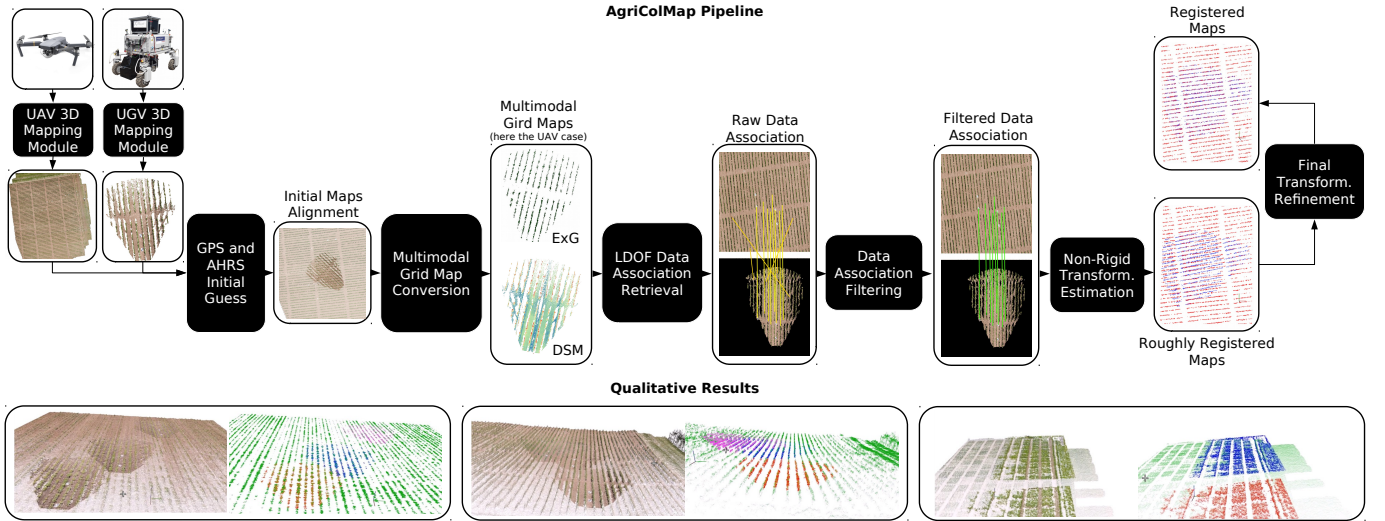 AgriColMap Pipeline
UAV 3D
Mapping
Module
UGV 3D
Mapping
Module
GPS and
AHRS
Initial
Guess
Initial Maps
Alignment
Multimodal
Grid Map
Conversion
Multimodal
Gird Maps
(here the UAV case)
ExG
DSM
LDOF Data
Association
Retrieval
Raw Data
Association
Data
Association
Filtering
Filtered Data
Association
Non-Rigid
Transform.
Estimation
Registered
Maps
Roughly Registered
Maps
Final
Transform.
Refinement
Qualitative Results